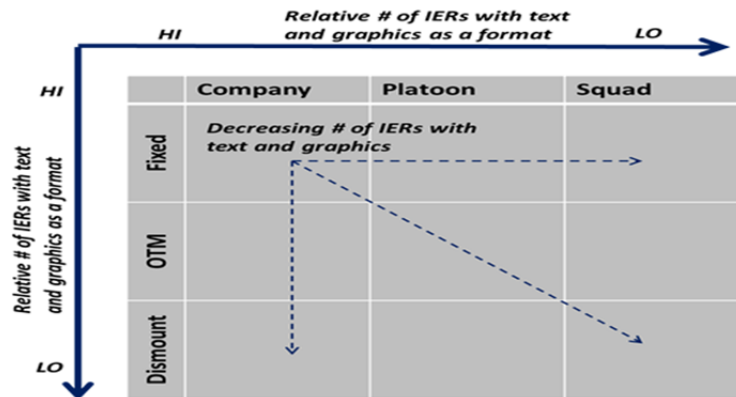 Relative # of IERs with text
and graphics as a format
HI
LO
HI
Relative # of IERs with text
and graphics as a format
LO
Company Platoon Squad
Decreasing # of IERs with
text and graphics
Fixed
OTM
Dismount